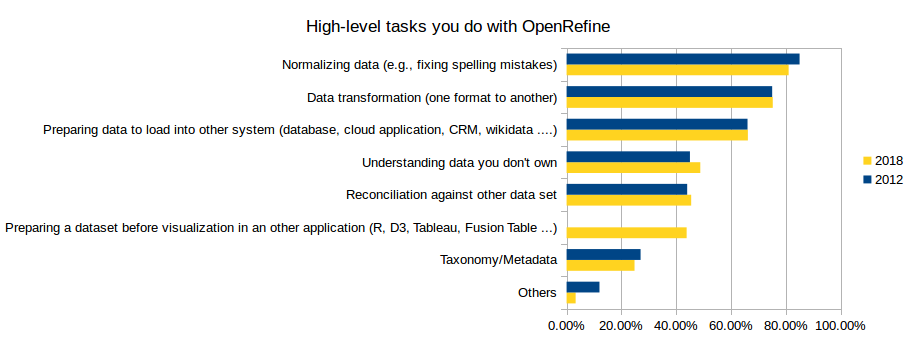 High-level tasks you do with OpenRefine
Normalizing data (e.g., fixing spelling mistakes)
Data transformation (one format to another)
Preparing data to load into other system (database, cloud application, CRM, wikidata ....)
Understanding data you don't own
Reconciliation against other data set
Preparing a dataset before visualization in an other application (R, D3, Tableau, Fusion Table ...)
Taxonomy/Metadata
Others
0.00% 20.00% 40.00% 60.00% 80.00% 100.00%
2018
2012